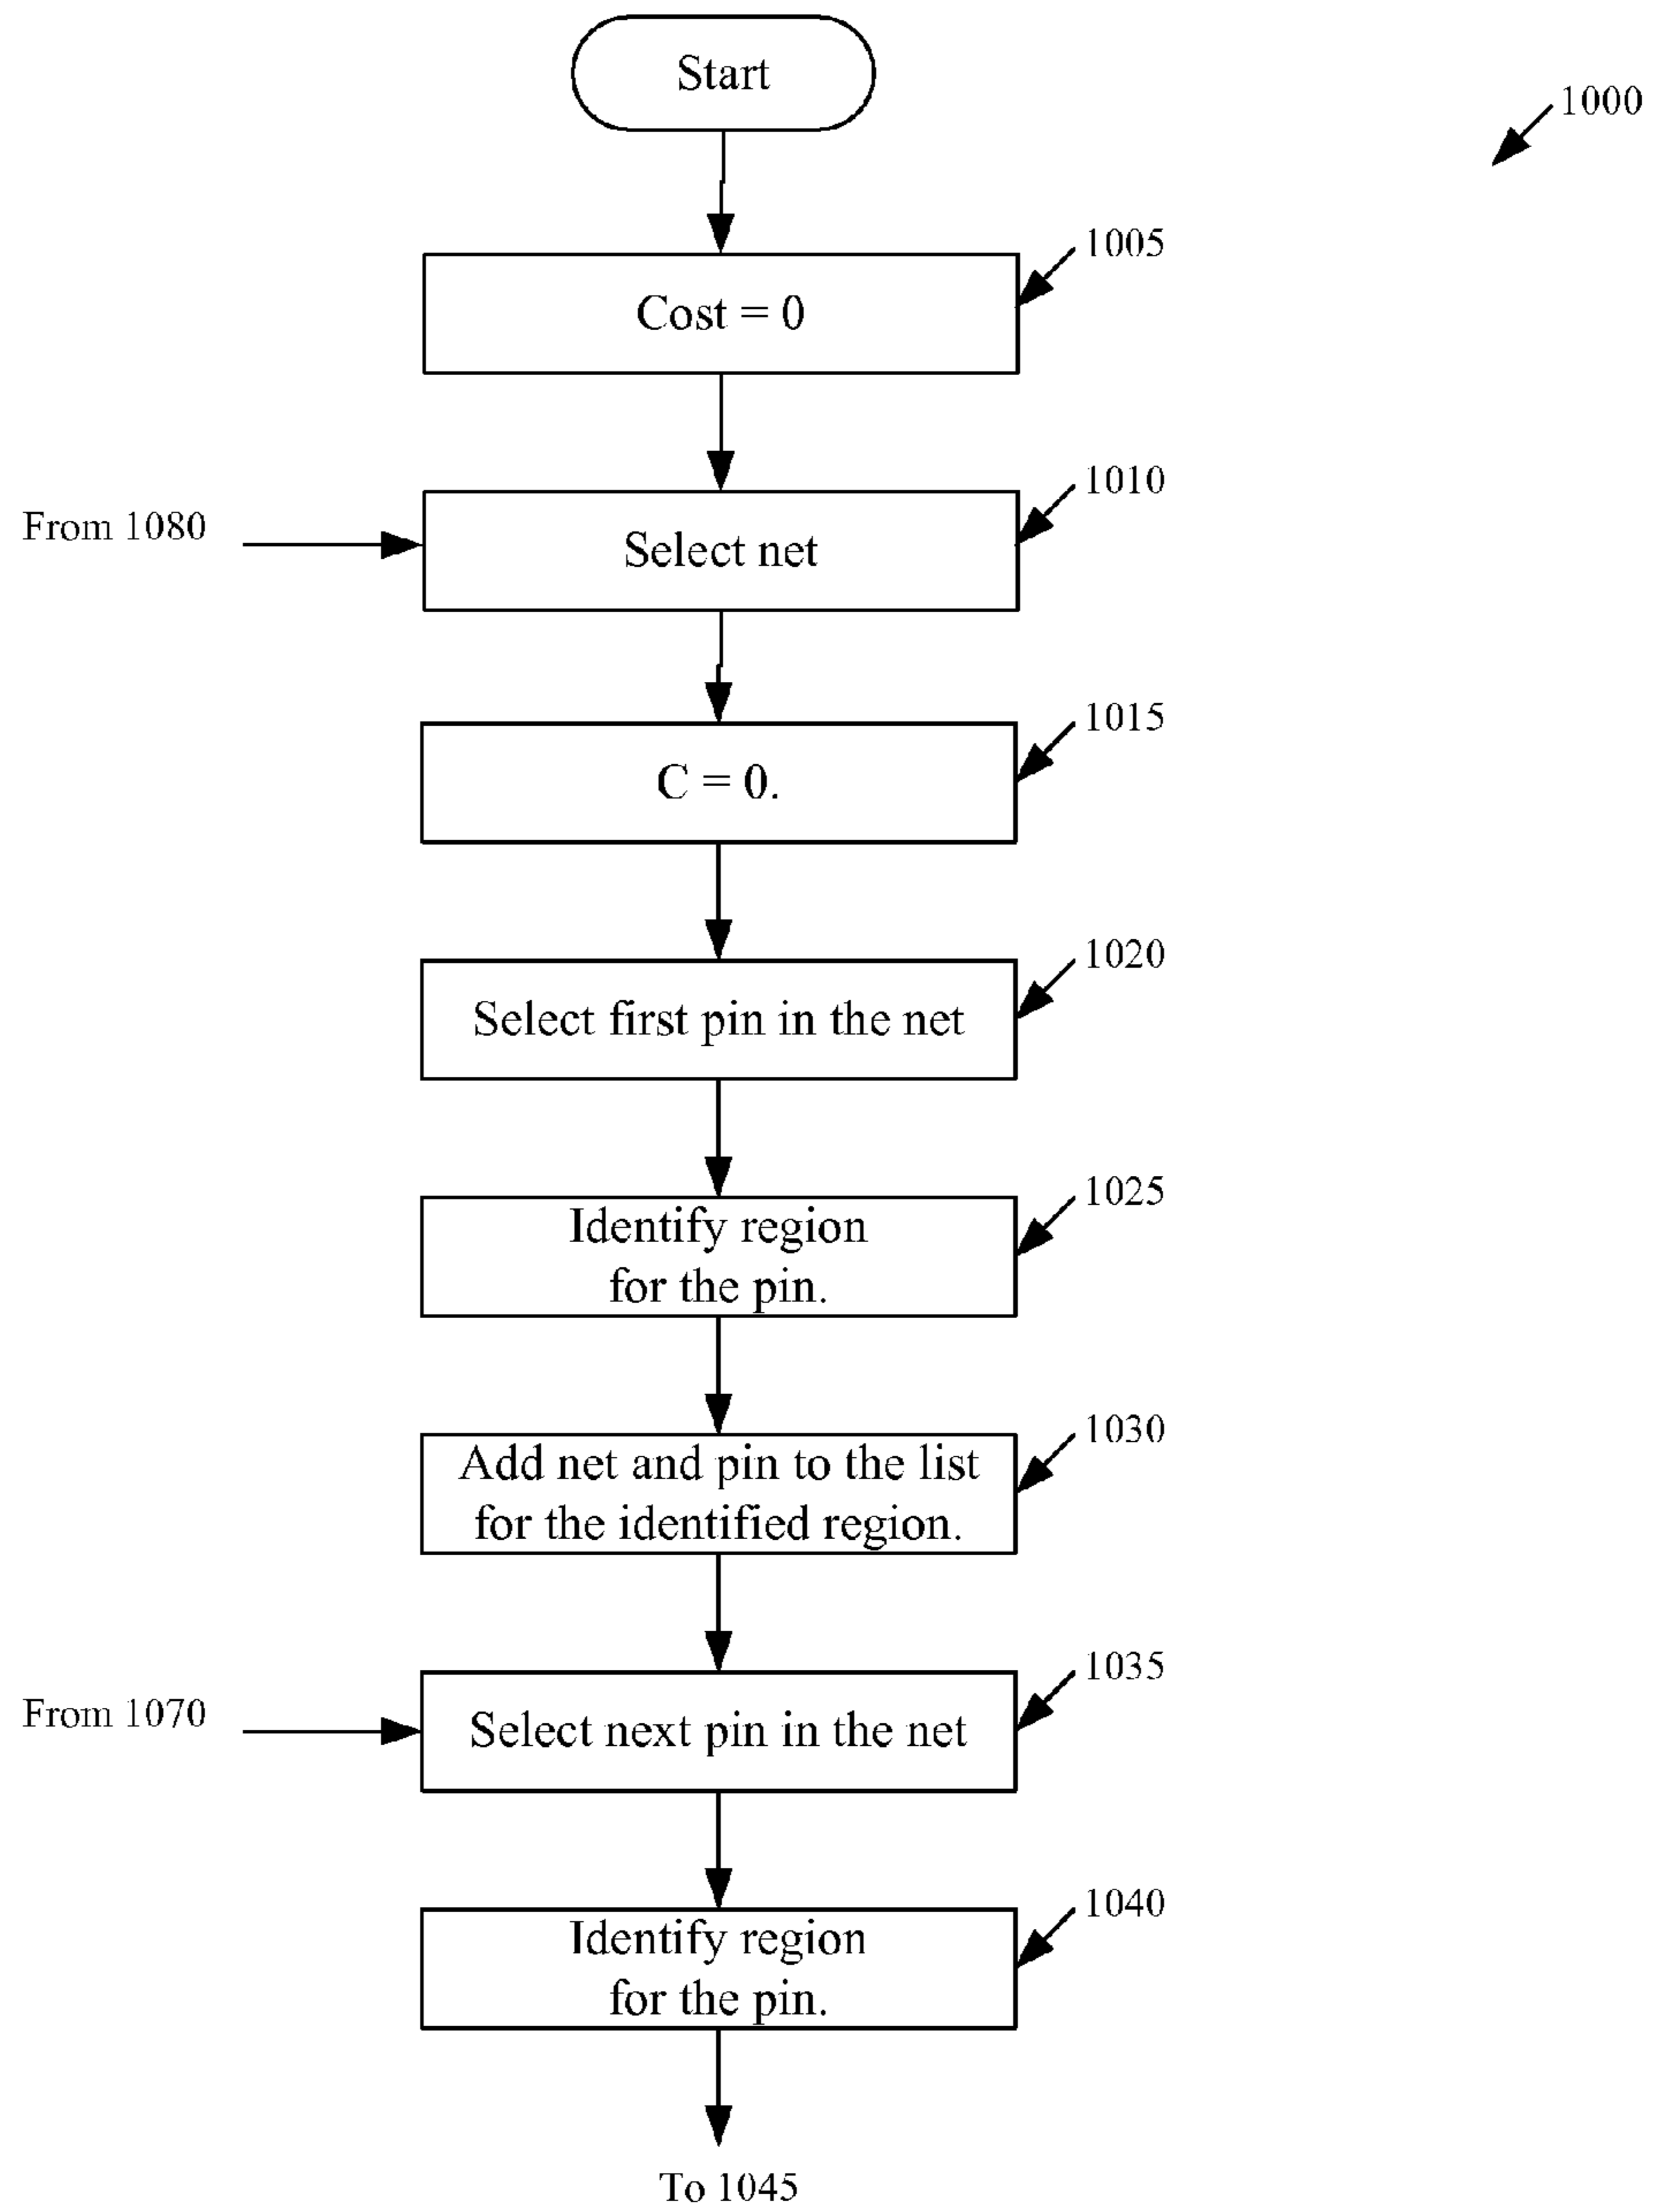 Start
1000
1005
Cost = 0
1010
From 1080
Select net
1015
C = 0.
1020
Select first pin in the net
1025
Identify region
for the pin.
1030
Add net and pin to the list
for the identified region.
1035
From 1070
Select next pin in the net
1040
Identify region
for the pin.
To 1045